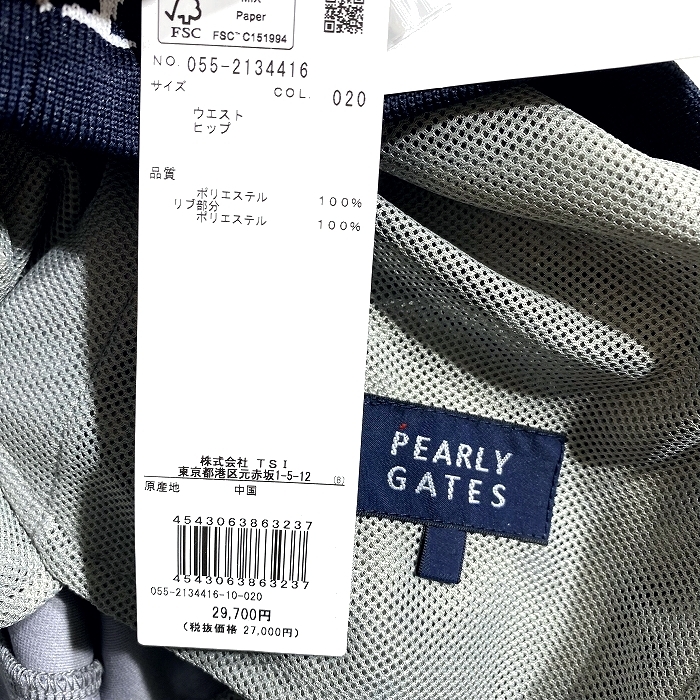 MIX
Paper
FSC
FSC™ C151994
NO. 055-2134416
サイズ
COL. 020
ウエスト
ヒップ
品質
ポリエステル 100%
リブ部分
ポリエステル 100%
株式会社 TSI
東京都港区元赤坂1-5-12 (B)
原産地 中国
4543063863237
4543063863237
055-2134416-10-020
29,700円
(税抜価格 27,000円)
PEARLY
GATES